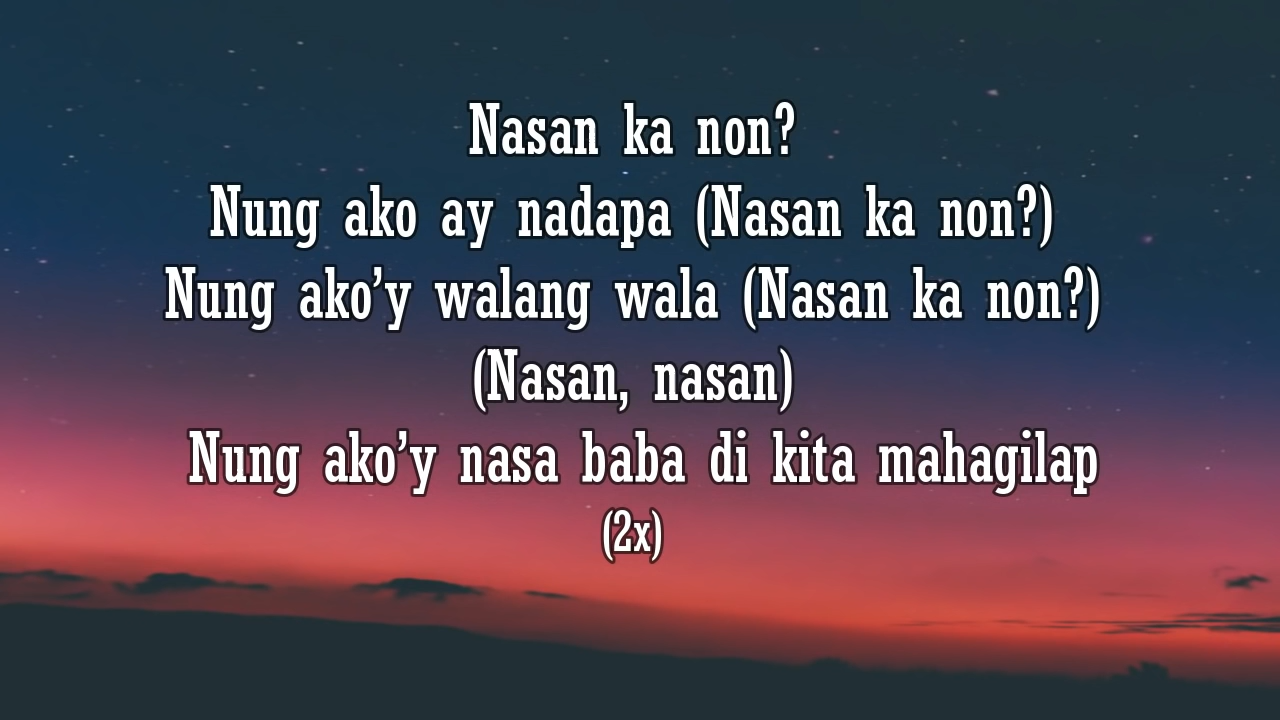 Nasan ka non?
Nung ako ay nadapa (Nasan ka non?)
Nung ako’y walang wala (Nasan ka non?)
(Nasan, nasan)
Nung ako’y nasa baba di kita mahagilap
(2x)